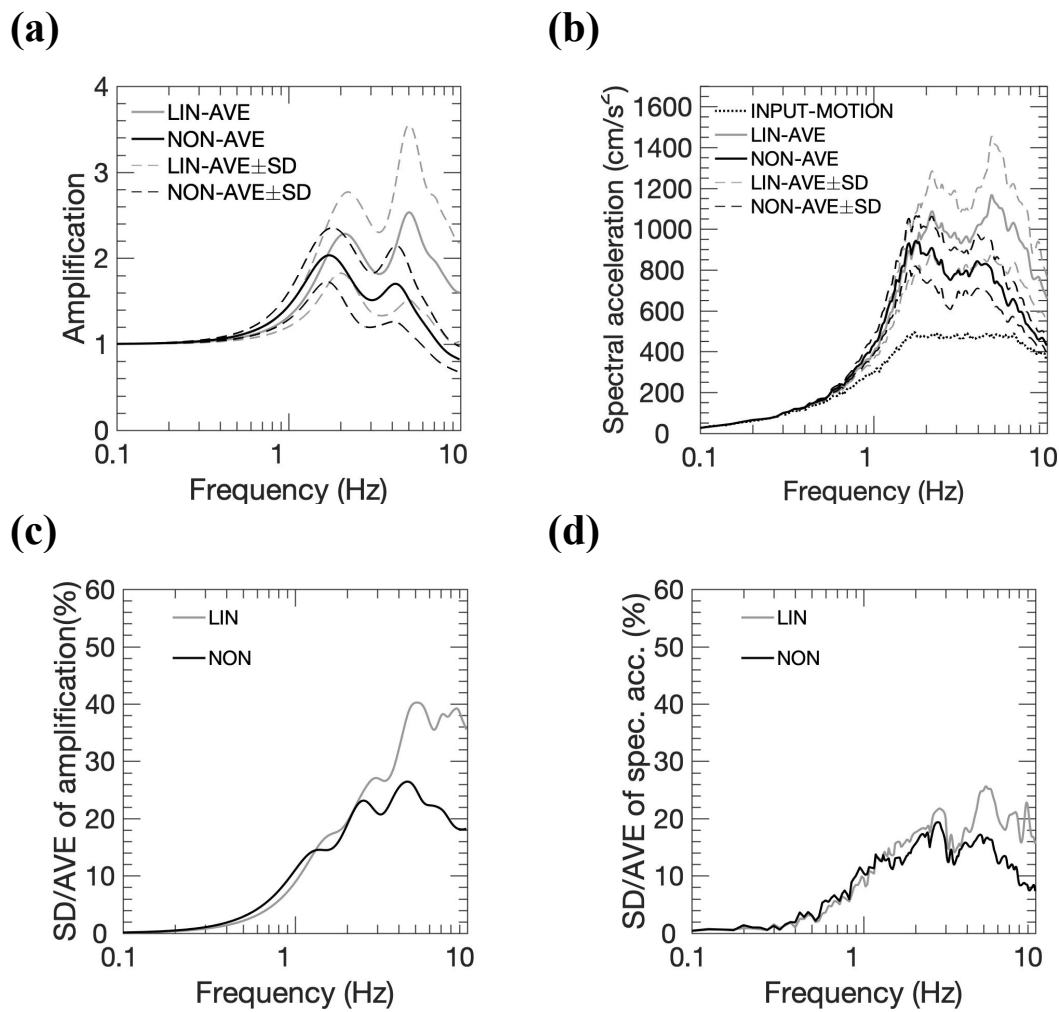 (a)
4
3
2
1
0
Amplification
LIN-AVE
NON-AVE
LIN-AVE±SD
NON-AVE±SD
0.1
1
10
Frequency (Hz)
(b)
1600
1400
1200
1000
800
600
400
200
0
Spectral acceleration (cm/s²)
INPUT-MOTION
LIN-AVE
NON-AVE
LIN-AVE±SD
NON-AVE±SD
0.1
1
10
Frequency (Hz)
(c)
60
50
40
30
20
10
0
SD/AVE of amplification(%)
LIN
NON
0.1
1
10
Frequency (Hz)
(d)
60
50
40
30
20
10
0
SD/AVE of spec. acc. (%)
LIN
NON
0.1
1
10
Frequency (Hz)